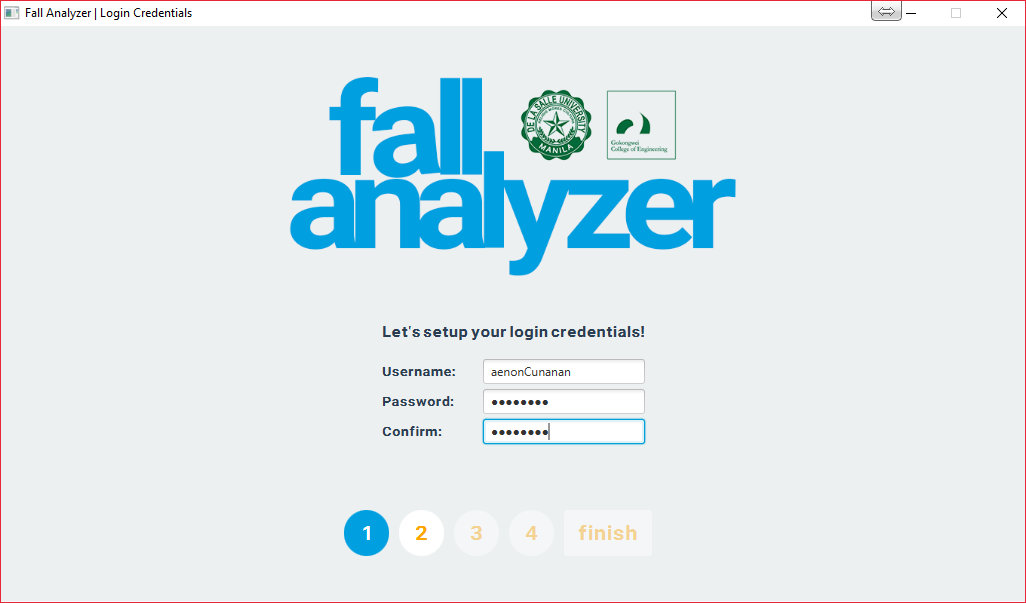 Fall Analyzer | Login Credentials
fall
analyzer
DE LA SALLE UNIVERSITY
MANILA
Gokongwei
College of Engineering
Let's setup your login credentials!
Username: aenonCunanan
Password: ●●●●●●●●
Confirm: ●●●●●●●●
1 2 3 4 finish